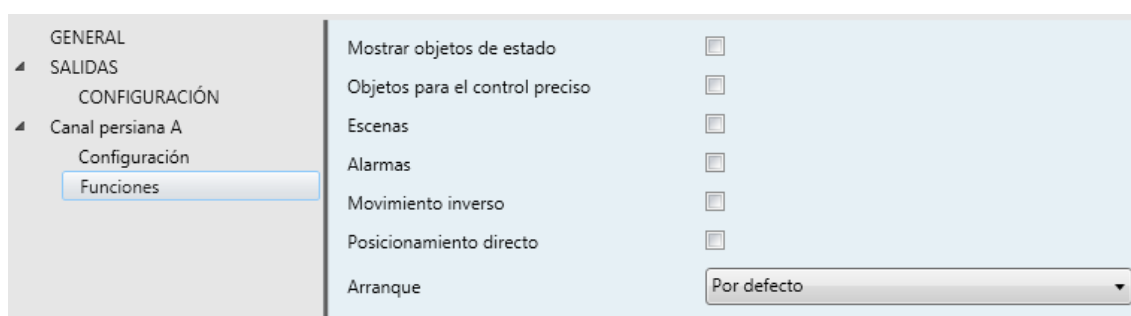 GENERAL
SALIDAS
CONFIGURACIÓN
Canal persiana A
Configuración
Funciones
Mostrar objetos de estado
Objetos para el control preciso
Escenas
Alarmas
Movimiento inverso
Posicionamiento directo
Arranque Por defecto